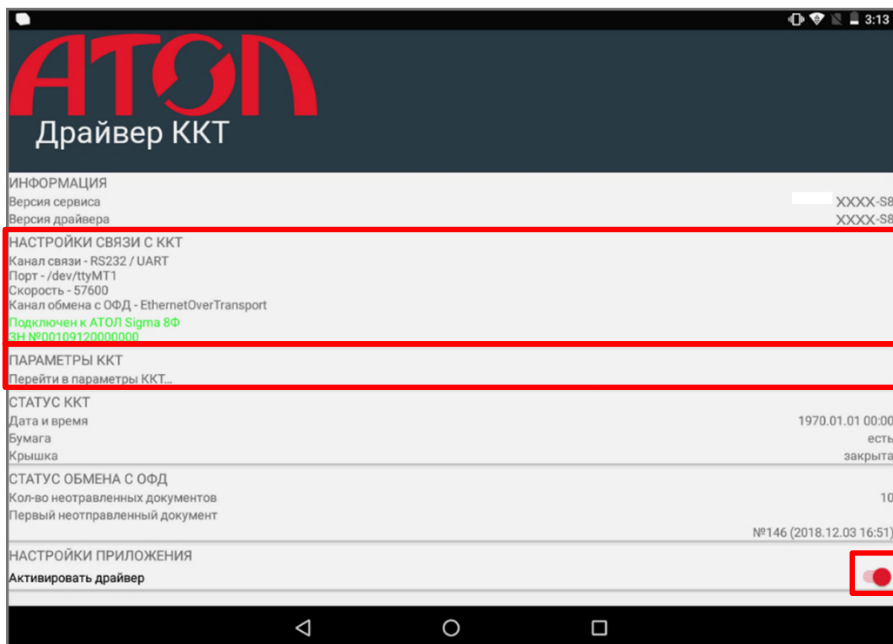 3:13
АТОЛ
Драйвер ККТ
ИНФОРМАЦИЯ
Версия сервиса XXXX-S8
Версия драйвера XXXX-S8
НАСТРОЙКИ СВЯЗИ С ККТ
Канал связи - RS232 / UART
Порт - /dev/ttyMT1
Скорость - 57600
Канал обмена с ОФД - EthernetOverTransport
Подключен к АТОЛ Sigma 8Ф
ЗН №00109120000000
ПАРАМЕТРЫ ККТ
Перейти в параметры ККТ...
СТАТУС ККТ
Дата и время 1970.01.01 00:00
Бумага есть
Крышка закрыта
СТАТУС ОБМЕНА С ОФД
Кол-во неотравленных документов 10
Первый неотправленный документ
№146 (2018.12.03 16:51)
НАСТРОЙКИ ПРИЛОЖЕНИЯ
Активировать драйвер